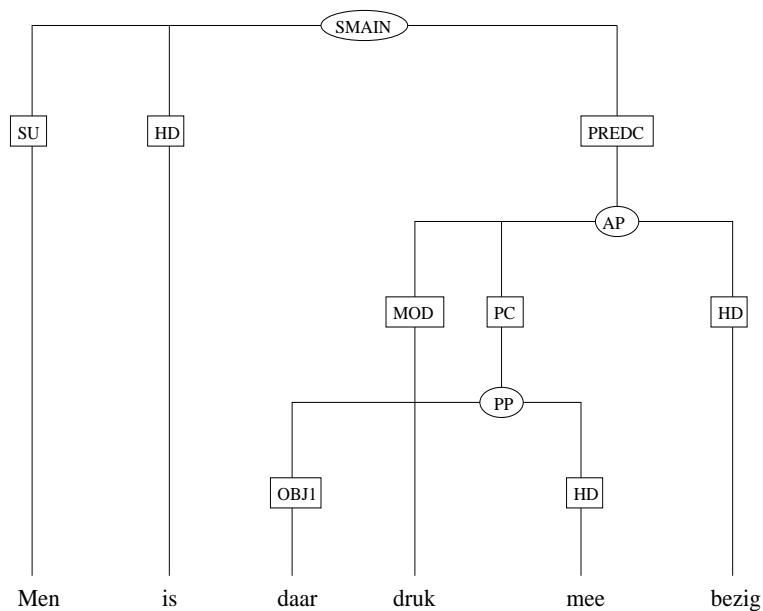 SMAIN
SU HD PREDC
AP
MOD PC HD
PP
OBJ1 HD
Men is daar druk mee bezig